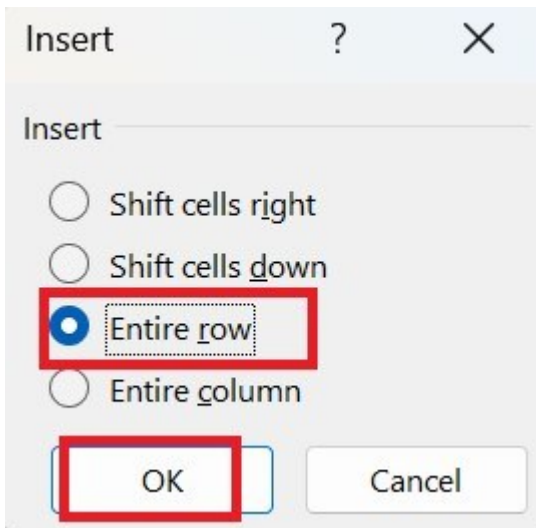 Insert ?
Insert
Shift cells right
Shift cells down
Entire row
Entire column
OK Cancel